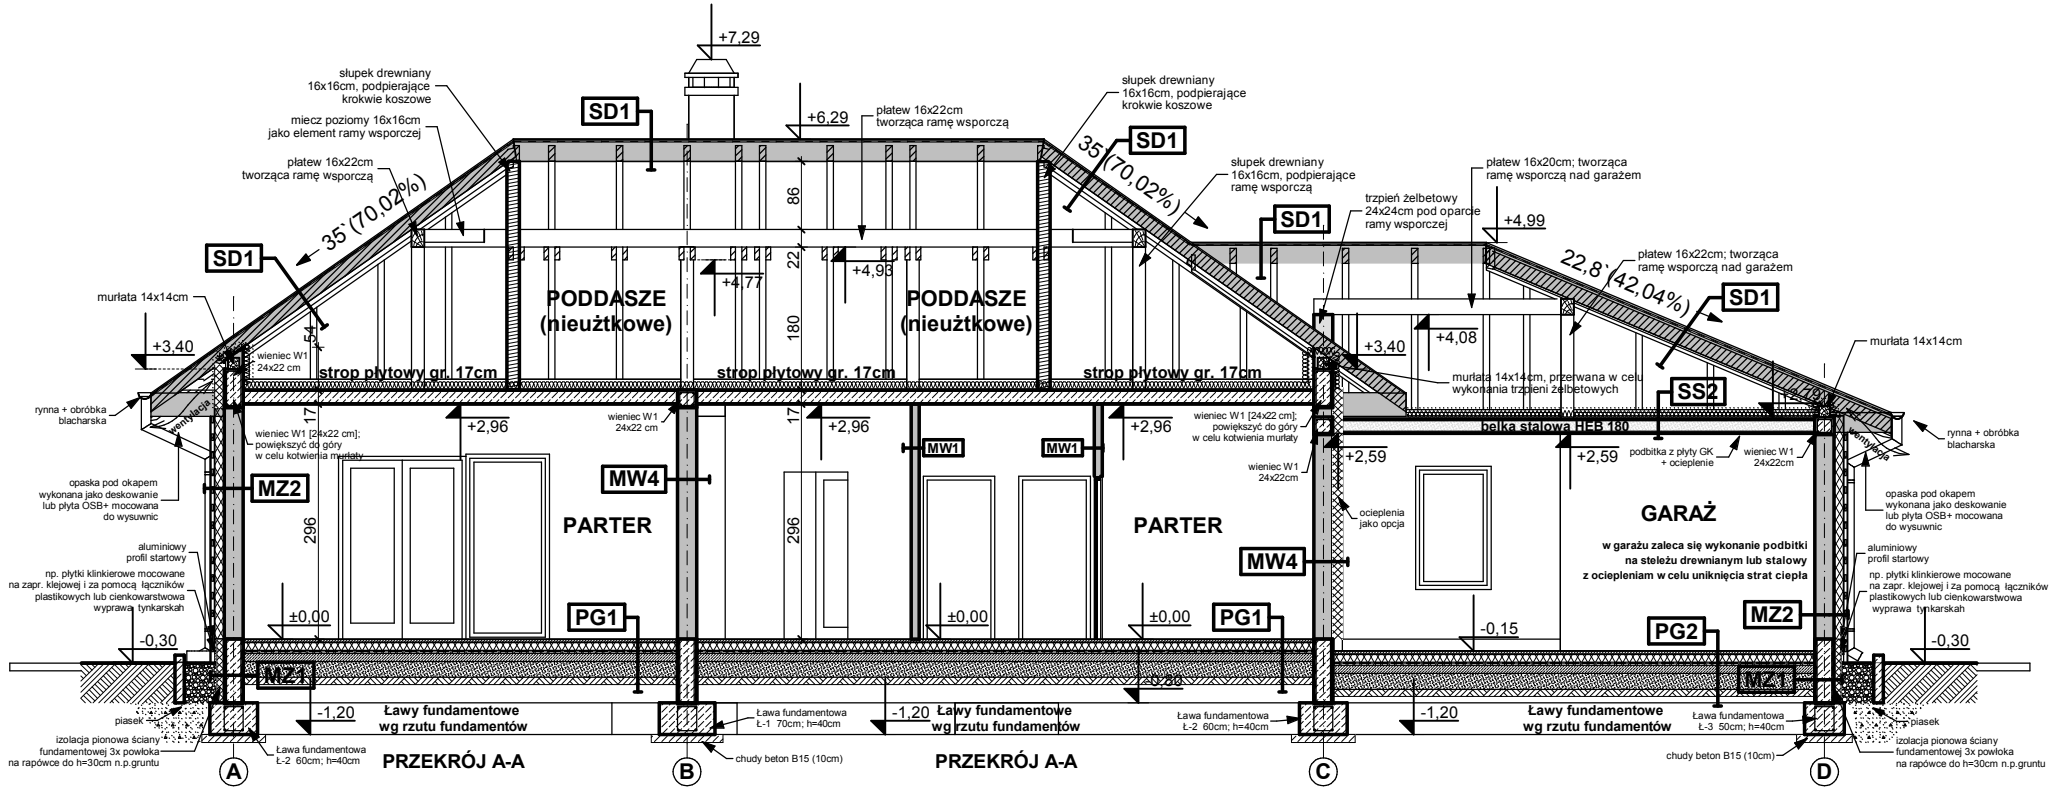 +7,29
słupek drewniany
16x16cm, podpierające
krokwie koszowe
miecz poziomy 16x16cm
jako element ramy wsporczej
płatew 16x22cm
tworząca ramę wsporczą
SD1
+6,29
płatew 16x22cm
tworząca ramę wsporczą
słupek drewniany
16x16cm, podpierające
krokwie koszowe
SD1
słupek drewniany
16x16cm, podpierające
ramę wsporczą
trzpień żelbetowy
24x24cm pod oparcie
ramy wsporczej
płatew 16x20cm; tworząca
ramę wsporczą nad garażem
+4,99
płatew 16x22cm; tworząca
ramę wsporczą nad garażem
35`(70,02%)
35`(70,02%)
22,8`(42,04%)
SD1
SD1
SD1
86
22
180
54
17
296
17
296
+4,77
+4,93
+4,08
PODDASZE
(nieużtkowe)
PODDASZE
(nieużtkowe)
murłata 14x14cm
+3,40
wieniec W1
24x22 cm
strop płytowy gr. 17cm
strop płytowy gr. 17cm
strop płytowy gr. 17cm
+3,40
murłata 14x14cm, przerwana w celu
wykonania trzpieni żelbetowych
murłata 14x14cm
SS2
+2,79
rynna + obróbka
blacharska
wentylacja
wieniec W1 [24x22 cm];
powiększyć do góry
w celu kotwienia murłaty
+2,96
wieniec W1
24x22 cm
+2,96
+2,96
wieniec W1 [24x22 cm];
powiększyć do góry
w celu kotwienia murłaty
belka stalowa HEB 180
+2,59
+2,59
podbitka z płyty GK
+ ocieplenie
wieniec W1
24x22cm
wieniec W1
24x22cm
wentylacja
rynna + obróbka
blacharska
MW1
MW1
opaska pod okapem
wykonana jako deskowanie
lub płyta OSB+ mocowana
do wysuwnic
MZ2
MW4
PARTER
PARTER
ocieplenia
jako opcja
GARAŻ
w garażu zaleca się wykonanie podbitki
na steleżu drewnianym lub stalowy
z ociepleniam w celu uniknięcia strat ciepła
opaska pod okapem
wykonana jako deskowanie
lub płyta OSB+ mocowana
do wysuwnic
aluminiowy
profil startowy
np. płytki klinkierowe mocowane
na zapr. klejowej i za pomocą łączników
plastikowych lub cienkowarstwowa
wyprawa tynkarskah
MW4
aluminiowy
profil startowy
np. płytki klinkierowe mocowane
na zapr. klejowej i za pomocą łączników
plastikowych lub cienkowarstwowa
wyprawa tynkarskah
±0,00
PG1
±0,00
±0,00
PG1
-0,15
MZ2
PG2
-0,30
-0,30
MZ1
-0,80
MZ1
piasek
-1,20
Ławy fundamentowe
wg rzutu fundamentów
Ława fundamentowa
Ł-1 70cm; h=40cm
-1,20
Ławy fundamentowe
wg rzutu fundamentów
Ława fundamentowa
Ł-2 60cm; h=40cm
-1,20
Ławy fundamentowe
wg rzutu fundamentów
Ława fundamentowa
Ł-3 50cm; h=40cm
piasek
izolacja pionowa ściany
fundamentowej 3x powłoka
na rapówce do h=30cm n.p.gruntu
Ława fundamentowa
Ł-2 60cm; h=40cm
PRZEKRÓJ A-A
chudy beton B15 (10cm)
PRZEKRÓJ A-A
chudy beton B15 (10cm)
izolacja pionowa ściany
fundamentowej 3x powłoka
na rapówce do h=30cm n.p.gruntu
A
B
C
D